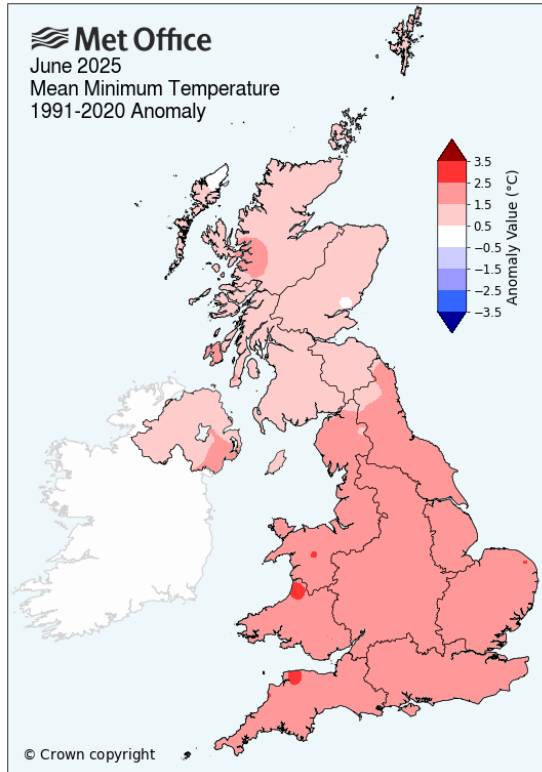 Met Office
June 2025
Mean Minimum Temperature
1991-2020 Anomaly
3.5
2.5
1.5
0.5
−0.5
−1.5
−2.5
−3.5
Anomaly Value (°C)
© Crown copyright